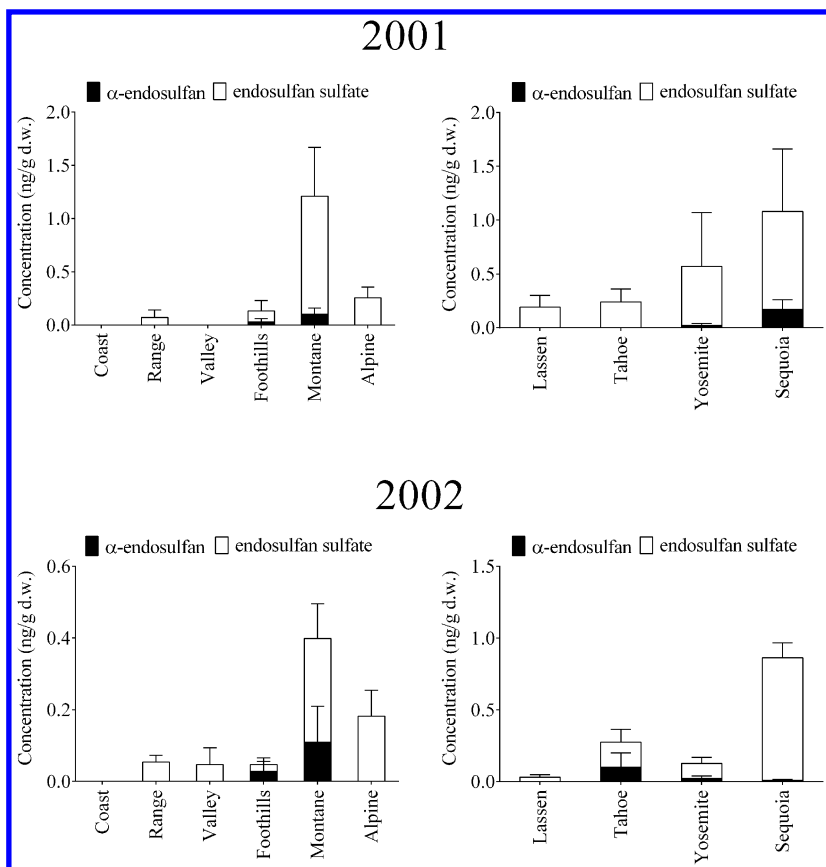 2001
α-endosulfan endosulfan sulfate
Concentration (ng/g d.w.)
2.0
1.5
1.0
0.5
0.0
Coast
Range
Valley
Foothills
Montane
Alpine
α-endosulfan endosulfan sulfate
Concentration (ng/g d.w.)
2.0
1.5
1.0
0.5
0.0
Lassen
Tahoe
Yosemite
Sequoia
2002
α-endosulfan endosulfan sulfate
Concentration (ng/g d.w.)
0.6
0.4
0.2
0.0
Coast
Range
Valley
Foothills
Montane
Alpine
α-endosulfan endosulfan sulfate
Concentration (ng/g d.w.)
1.5
1.0
0.5
0.0
Lassen
Tahoe
Yosemite
Sequoia